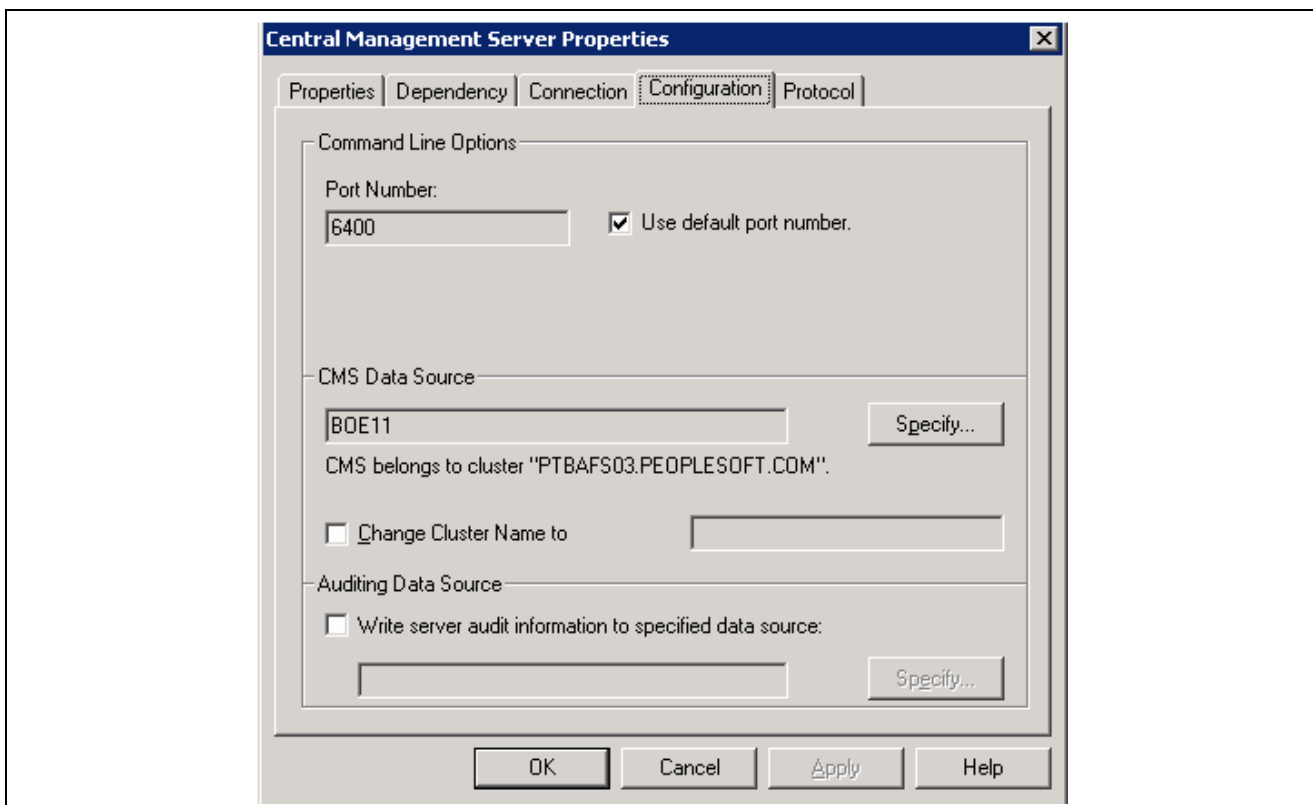 Central Management Server Properties
Properties Dependency Connection Configuration Protocol
Command Line Options
Port Number:
6400 Use default port number.
CMS Data Source
BOE11 Specify...
CMS belongs to cluster "PTBAFS03.PEOPLESOFT.COM".
Change Cluster Name to
Auditing Data Source
Write server audit information to specified data source:
Specify...
OK Cancel Apply Help